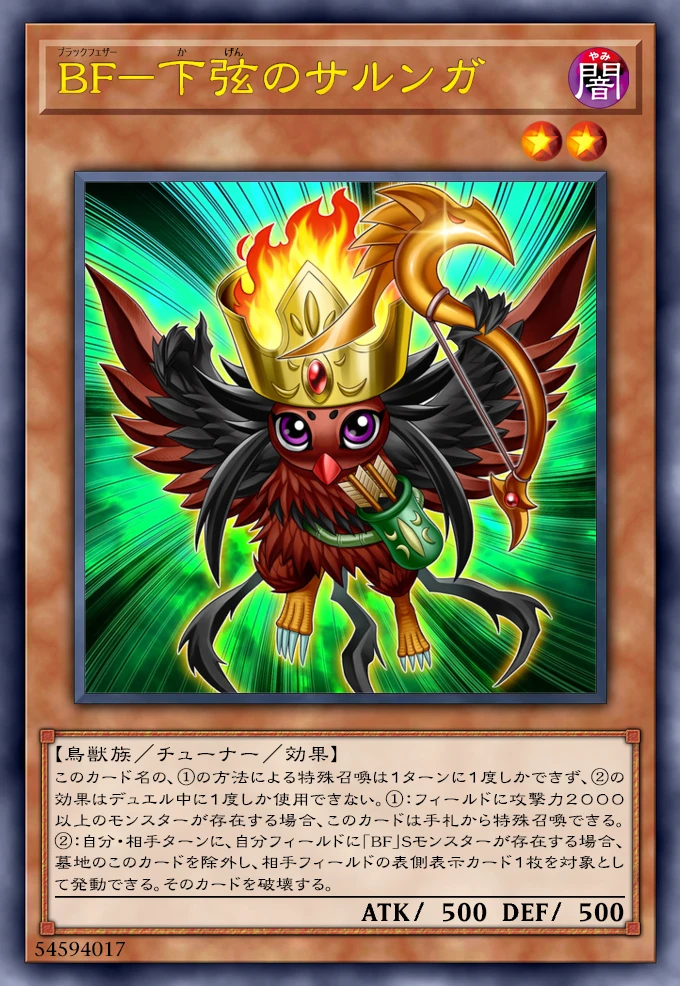 ブラックフェザー か げん
BF－下弦のサルンガ
やみ
闇
【鳥獣族／チューナー／効果】
このカード名の、①の方法による特殊召喚は1ターンに1度しかできず、②の
効果はデュエル中に1度しか使用できない。①：フィールドに攻撃力2000
以上のモンスターが存在する場合、このカードは手札から特殊召喚できる。
②：自分・相手ターンに、自分フィールドに「BF」Sモンスターが存在する場合、
墓地のこのカードを除外し、相手フィールドの表側表示カード1枚を対象とし
て発動できる。そのカードを破壊する。
ATK/ 500 DEF/ 500
54594017